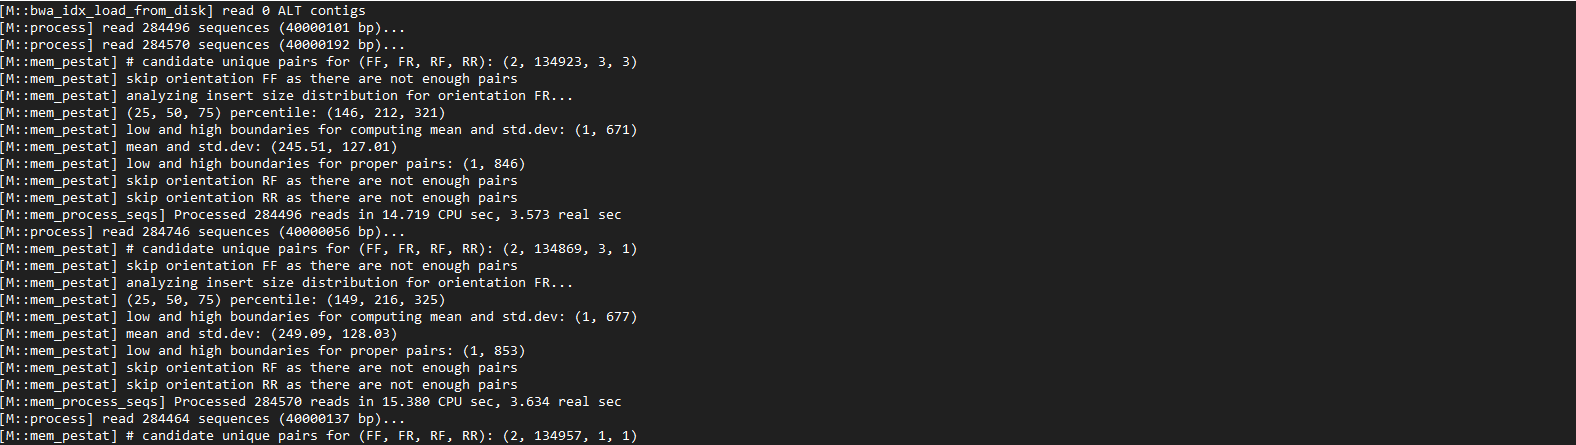 [M::bwa_idx_load_from_disk] read 0 ALT contigs
[M::process] read 284496 sequences (40000101 bp)...
[M::process] read 284570 sequences (40000192 bp)...
[M::mem_pestat] # candidate unique pairs for (FF, FR, RF, RR): (2, 134923, 3, 3)
[M::mem_pestat] skip orientation FF as there are not enough pairs
[M::mem_pestat] analyzing insert size distribution for orientation FR...
[M::mem_pestat] (25, 50, 75) percentile: (146, 212, 321)
[M::mem_pestat] low and high boundaries for computing mean and std.dev: (1, 671)
[M::mem_pestat] mean and std.dev: (245.51, 127.01)
[M::mem_pestat] low and high boundaries for proper pairs: (1, 846)
[M::mem_pestat] skip orientation RF as there are not enough pairs
[M::mem_pestat] skip orientation RR as there are not enough pairs
[M::mem_process_seqs] Processed 284496 reads in 14.719 CPU sec, 3.573 real sec
[M::process] read 284746 sequences (40000056 bp)...
[M::mem_pestat] # candidate unique pairs for (FF, FR, RF, RR): (2, 134869, 3, 1)
[M::mem_pestat] skip orientation FF as there are not enough pairs
[M::mem_pestat] analyzing insert size distribution for orientation FR...
[M::mem_pestat] (25, 50, 75) percentile: (149, 216, 325)
[M::mem_pestat] low and high boundaries for computing mean and std.dev: (1, 677)
[M::mem_pestat] mean and std.dev: (249.09, 128.03)
[M::mem_pestat] low and high boundaries for proper pairs: (1, 853)
[M::mem_pestat] skip orientation RF as there are not enough pairs
[M::mem_pestat] skip orientation RR as there are not enough pairs
[M::mem_process_seqs] Processed 284570 reads in 15.380 CPU sec, 3.634 real sec
[M::process] read 284464 sequences (40000137 bp)...
[M::mem_pestat] # candidate unique pairs for (FF, FR, RF, RR): (2, 134957, 1, 1)